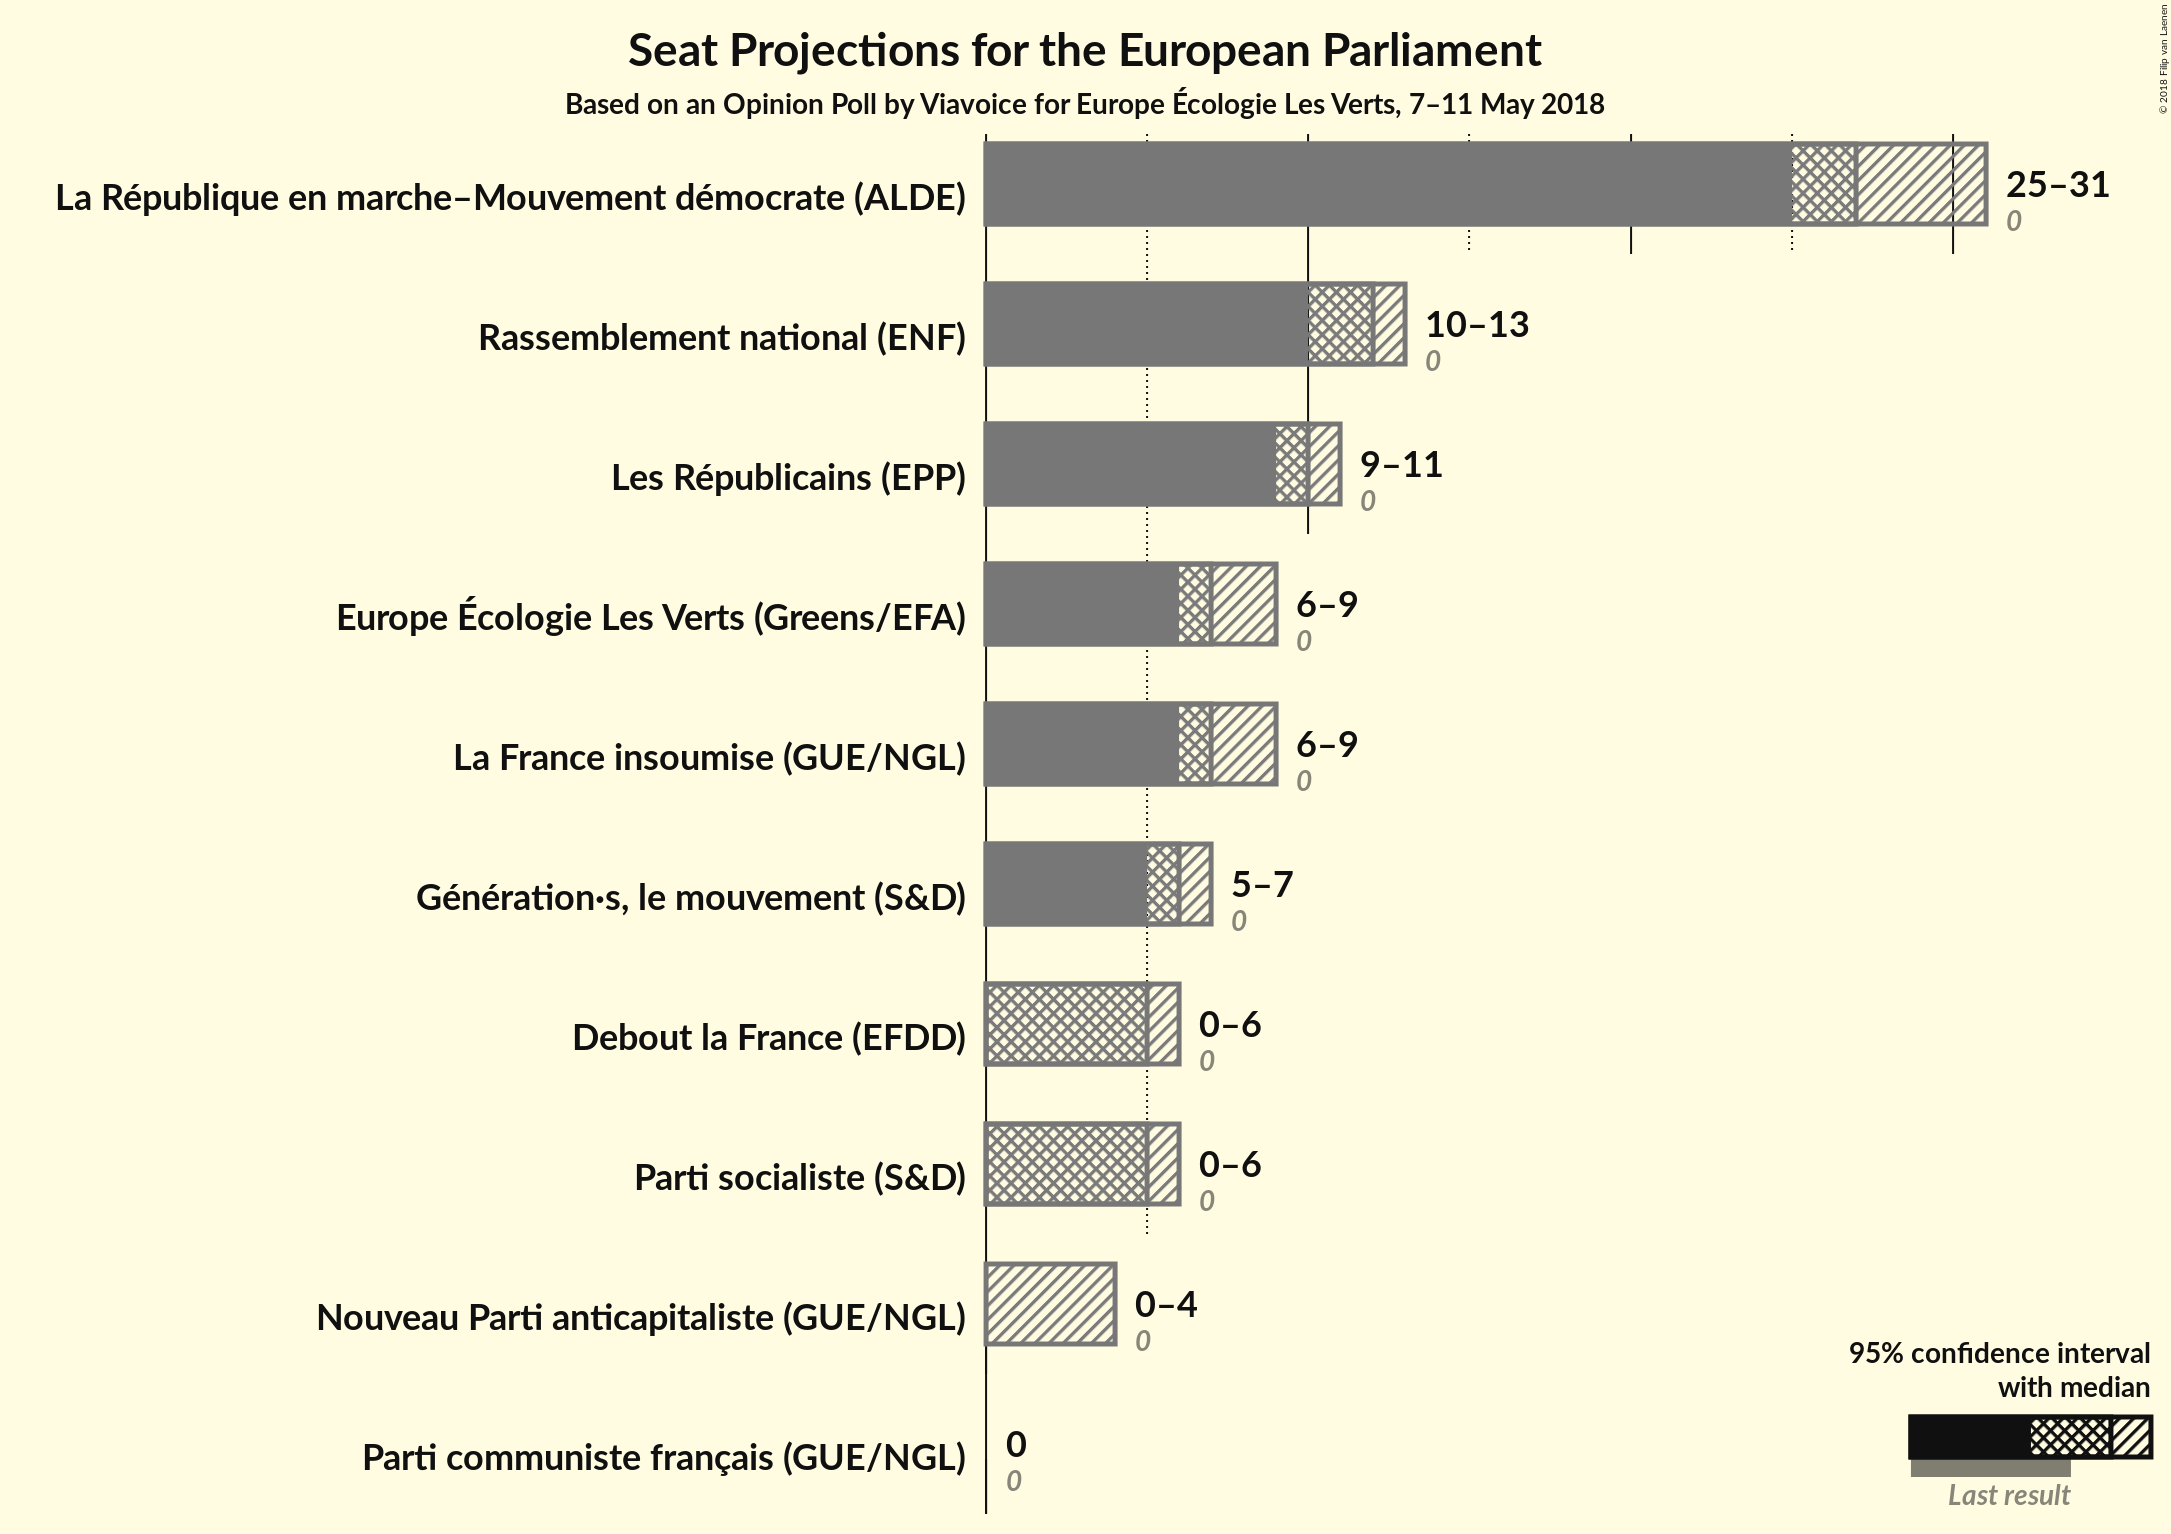 Seat Projections for the European Parliament
Based on an Opinion Poll by Viavoice for Europe Écologie Les Verts, 7–11 May 2018
© 2018 Filip van Laenen
La République en marche–Mouvement démocrate (ALDE)
25–31
0
Rassemblement national (ENF)
10–13
0
Les Républicains (EPP)
9–11
0
Europe Écologie Les Verts (Greens/EFA)
6–9
0
La France insoumise (GUE/NGL)
6–9
0
Génération·s, le mouvement (S&D)
5–7
0
Debout la France (EFDD)
0–6
0
Parti socialiste (S&D)
0–6
0
Nouveau Parti anticapitaliste (GUE/NGL)
0–4
0
Parti communiste français (GUE/NGL)
0
0
95% confidence interval
with median
Last result